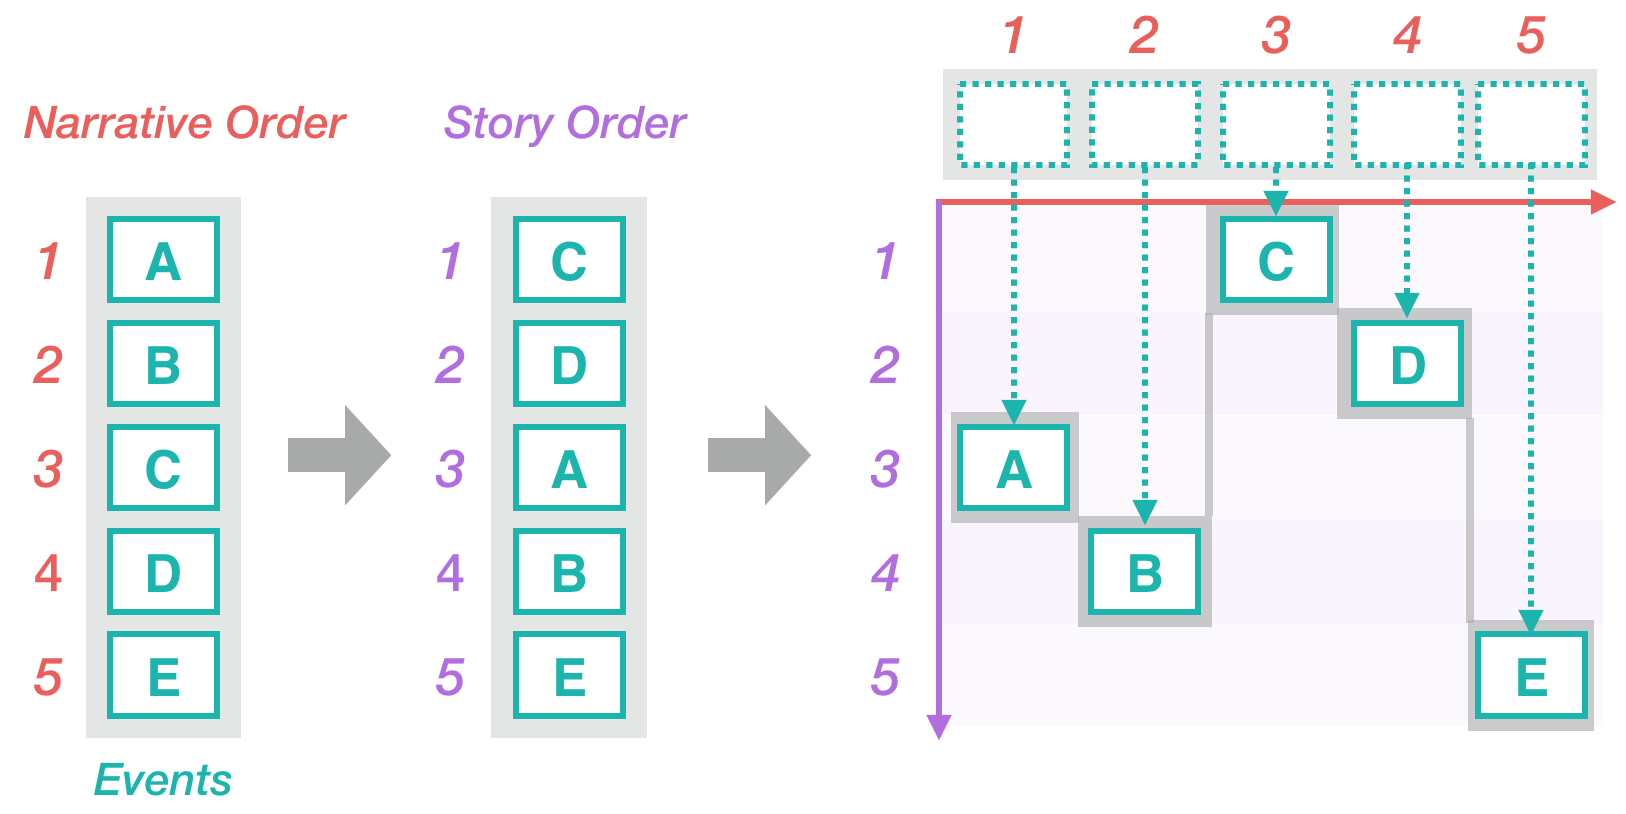 1 2 3 4 5
Narrative Order
Story Order
1 A
2 B
3 C
4 D
5 E
Events
1 C
2 D
3 A
4 B
5 E
1 C
2 D
3 A
4 B
5 E